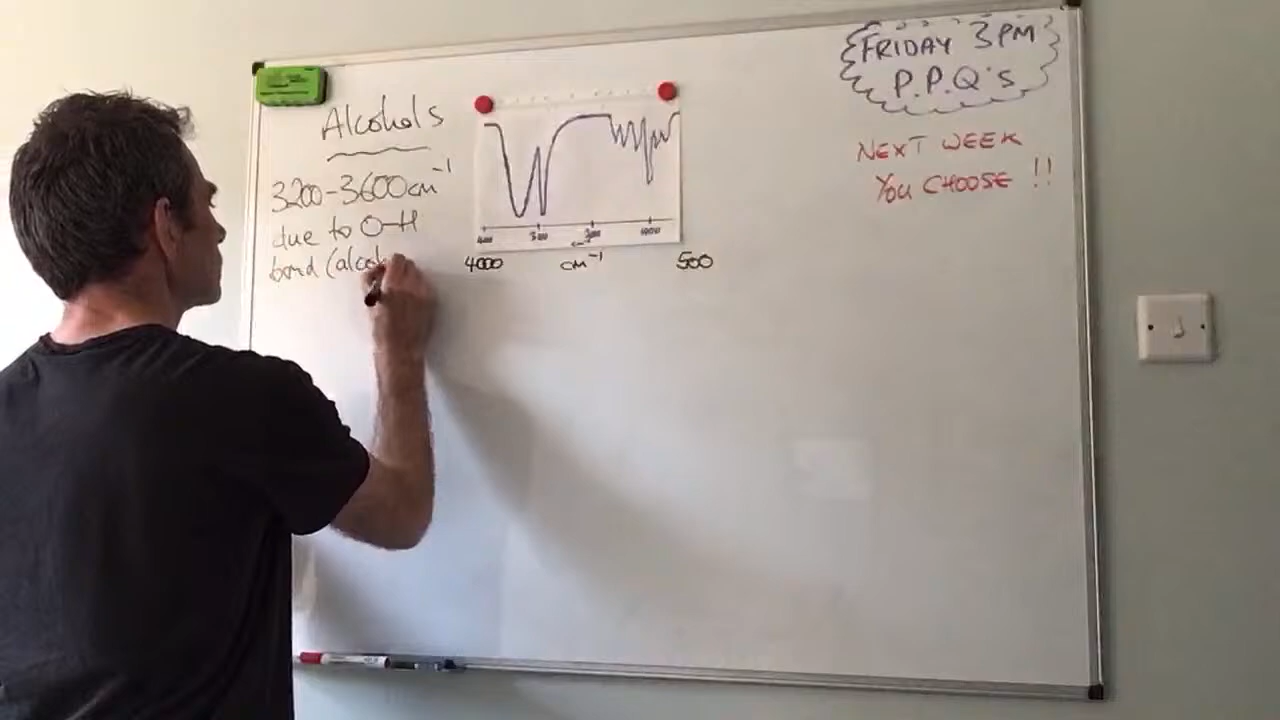 Alcohols
3200-3600cm⁻¹
due to O-H
bond (alcoh
4000 cm⁻¹ 500
FRIDAY 3PM
P.P.Q's
NEXT WEEK
YOU CHOOSE !!